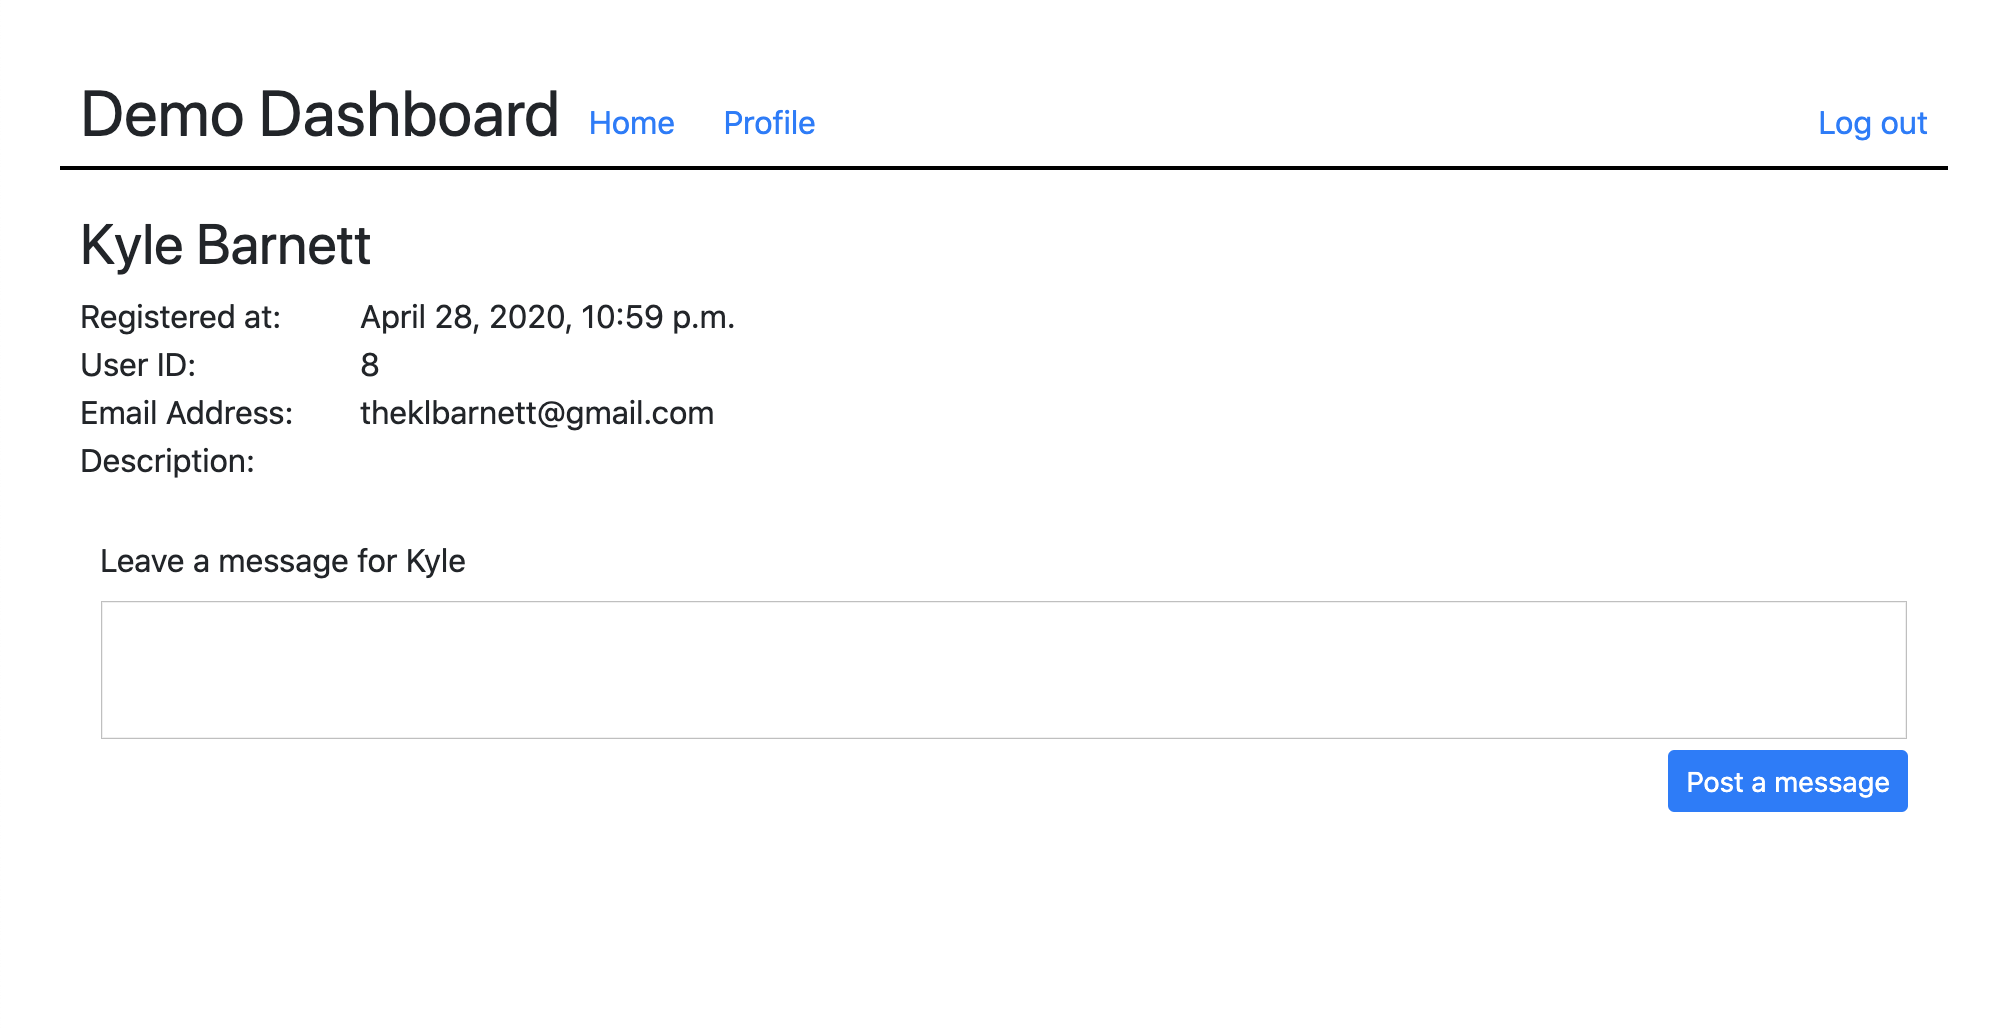 Demo Dashboard Home Profile Log out
Kyle Barnett
Registered at: April 28, 2020, 10:59 p.m.
User ID: 8
Email Address: theklbarnett@gmail.com
Description:
Leave a message for Kyle
Post a message